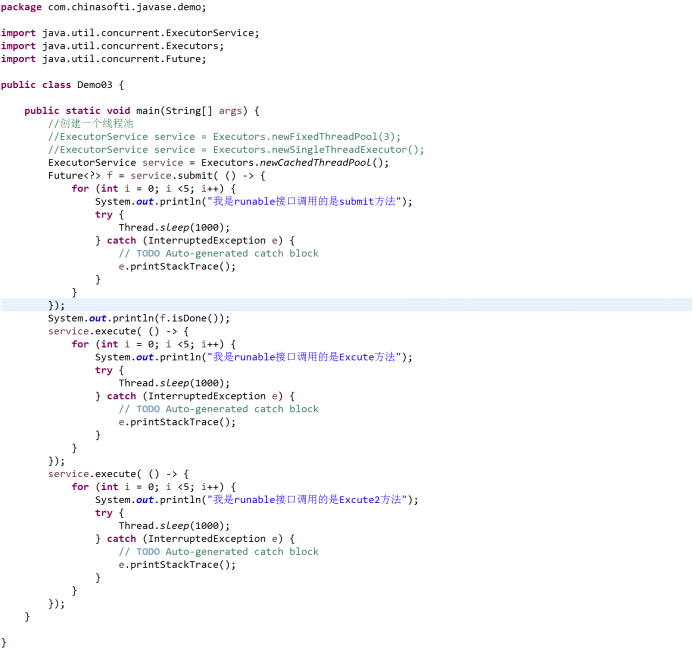 package com.chinasofti.javase.demo;
import java.util.concurrent.ExecutorService;
import java.util.concurrent.Executors;
import java.util.concurrent.Future;
public class Demo03 {
public static void main(String[] args) {
//创建一个线程池
//ExecutorService service = Executors.newFixedThreadPool(3);
//ExecutorService service = Executors.newSingleThreadExecutor();
ExecutorService service = Executors.newCachedThreadPool();
Future<?> f = service.submit( () -> {
for (int i = 0; i <5; i++) {
System.out.println("我是runable接口调用的是submit方法");
try {
Thread.sleep(1000);
} catch (InterruptedException e) {
// TODO Auto-generated catch block
e.printStackTrace();
}
}
});
System.out.println(f.isDone());
service.execute( () -> {
for (int i = 0; i <5; i++) {
System.out.println("我是runable接口调用的是Excute方法");
try {
Thread.sleep(1000);
} catch (InterruptedException e) {
// TODO Auto-generated catch block
e.printStackTrace();
}
}
});
service.execute( () -> {
for (int i = 0; i <5; i++) {
System.out.println("我是runable接口调用的是Excute2方法");
try {
Thread.sleep(1000);
} catch (InterruptedException e) {
// TODO Auto-generated catch block
e.printStackTrace();
}
}
});
}
}